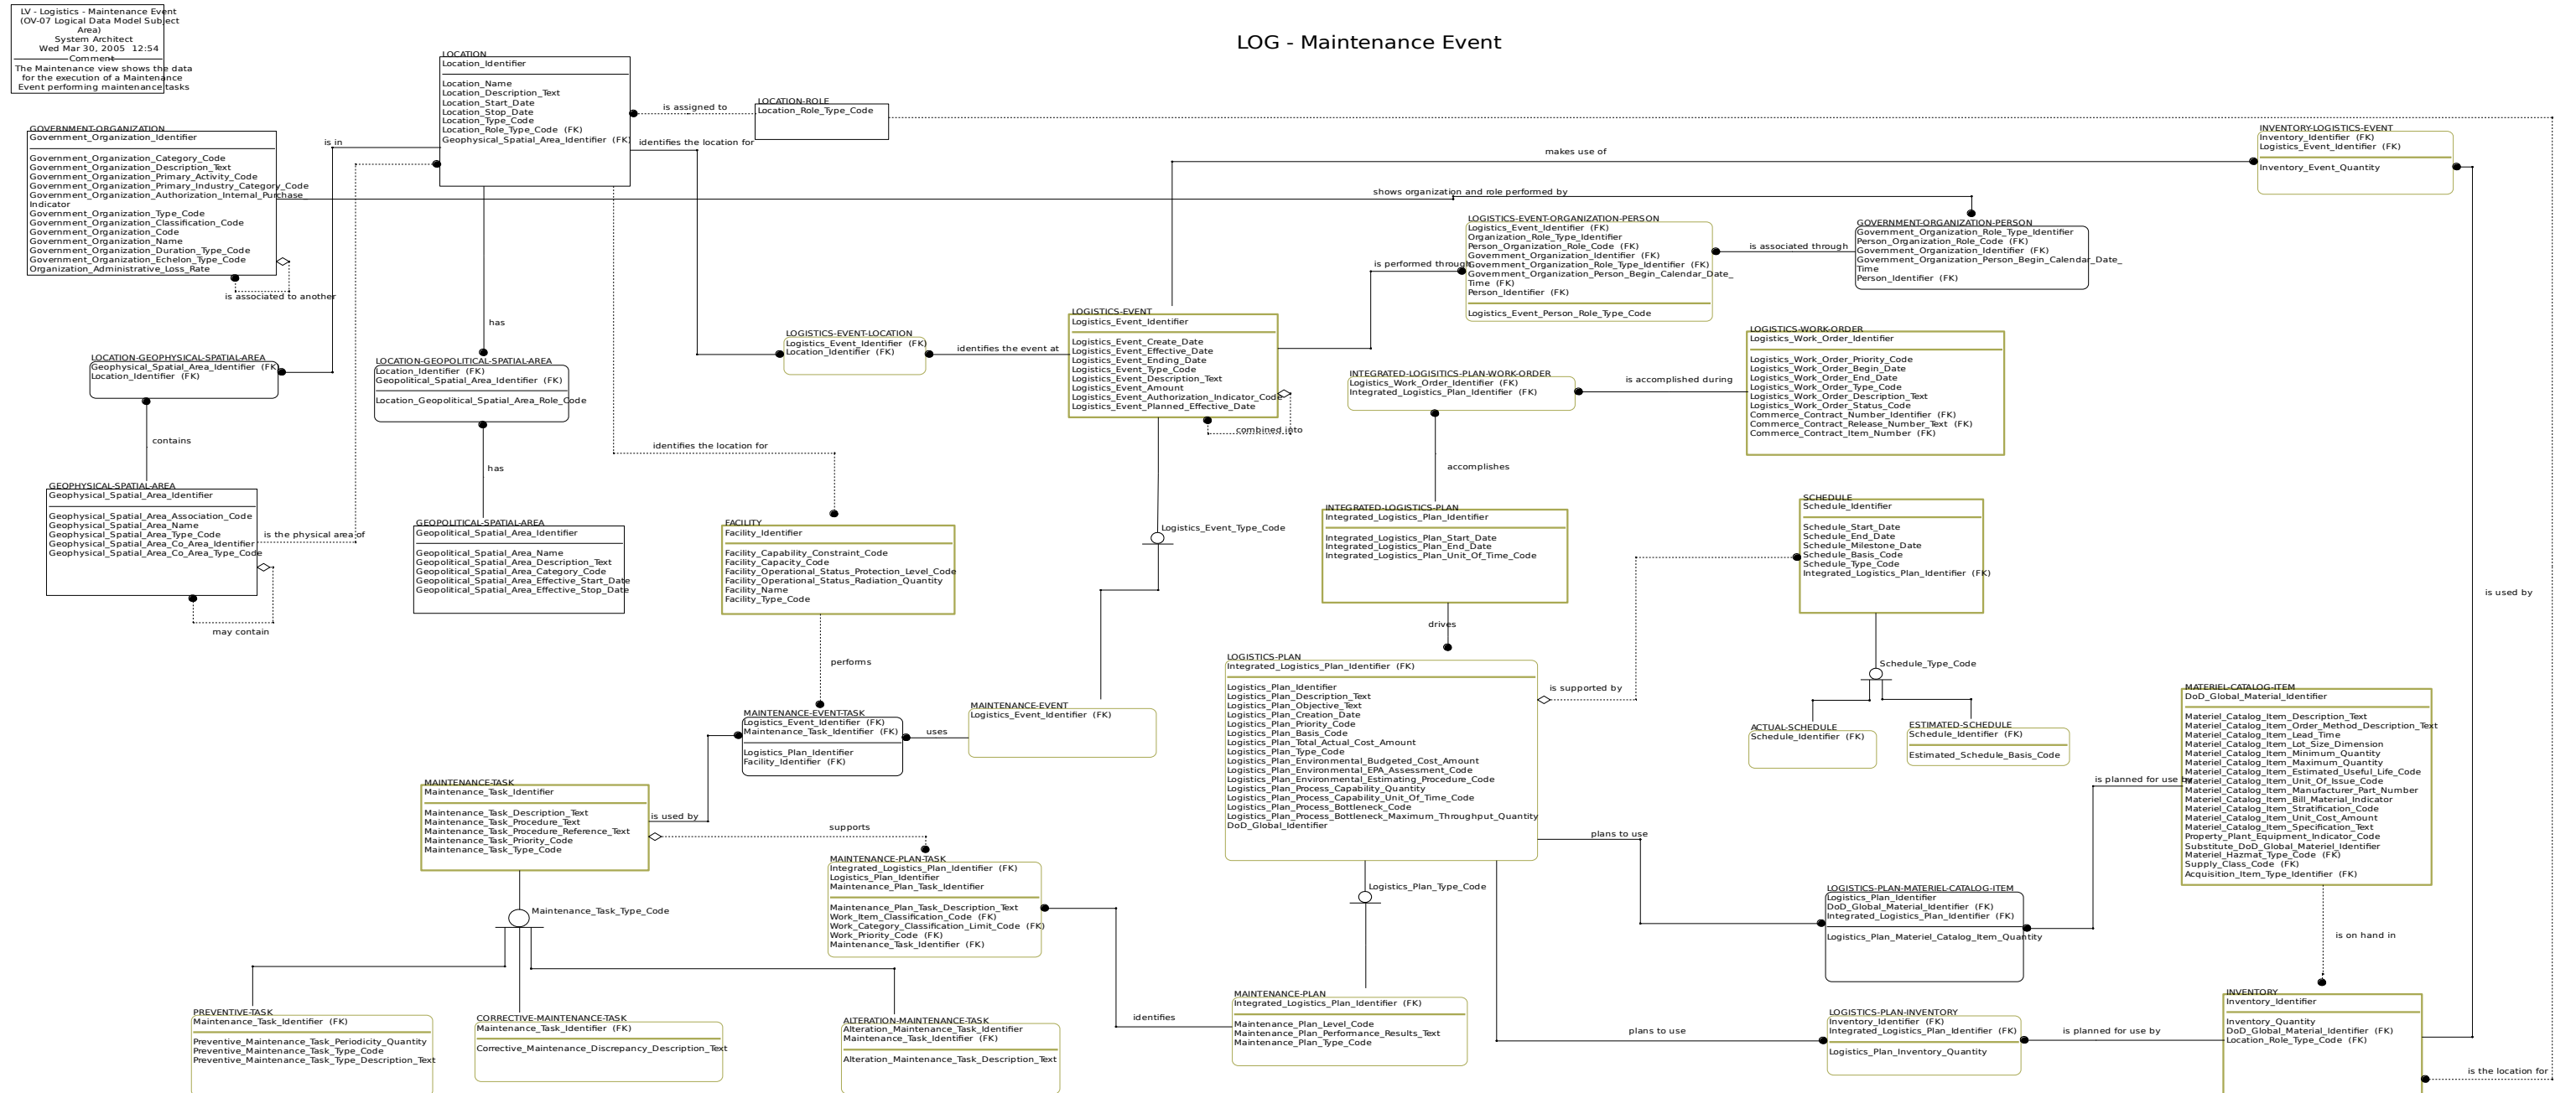 LV - Logistics - Maintenance Event
(OV-07 Logical Data Model Subject
Area)
System Architect
Wed Mar 30, 2005 12:54
Comment
The Maintenance view shows the data
for the execution of a Maintenance
Event performing maintenance tasks
LOG - Maintenance Event
LOCATION
Location_Identifier
Location_Name
Location_Description_Text
Location_Start_Date
Location_Stop_Date
Location_Type_Code
Location_Role_Type_Code (FK)
Geophysical_Spatial_Area_Identifier (FK)
is assigned to
LOCATION-ROLE
Location_Role_Type_Code
GOVERNMENT-ORGANIZATION
Government_Organization_Identifier
Government_Organization_Category_Code
Government_Organization_Description_Text
Government_Organization_Primary_Activity_Code
Government_Organization_Primary_Industry_Category_Code
Government_Organization_Authorization_Internal_Purchase_
Indicator
Government_Organization_Type_Code
Government_Organization_Classification_Code
Government_Organization_Code
Government_Organization_Name
Government_Organization_Duration_Type_Code
Government_Organization_Echelon_Type_Code
Organization_Administrative_Loss_Rate
is associated to another
is in
identifies the location for
makes use of
INVENTORY-LOGISTICS-EVENT
Inventory_Identifier (FK)
Logistics_Event_Identifier (FK)
Inventory_Event_Quantity
shows organization and role performed by
LOGISTICS-EVENT-ORGANIZATION-PERSON
Logistics_Event_Identifier (FK)
Organization_Role_Type_Identifier
Person_Organization_Role_Code (FK)
Government_Organization_Identifier (FK)
Government_Organization_Role_Type_Identifier (FK)
Government_Organization_Person_Begin_Calendar_Date_
Time (FK)
Person_Identifier (FK)
Logistics_Event_Person_Role_Type_Code
is performed through
is associated through
GOVERNMENT-ORGANIZATION-PERSON
Government_Organization_Role_Type_Identifier
Person_Organization_Role_Code (FK)
Government_Organization_Identifier (FK)
Government_Organization_Person_Begin_Calendar_Date_
Time
Person_Identifier (FK)
LOGISTICS-EVENT
Logistics_Event_Identifier
Logistics_Event_Create_Date
Logistics_Event_Effective_Date
Logistics_Event_Ending_Date
Logistics_Event_Type_Code
Logistics_Event_Description_Text
Logistics_Event_Amount
Logistics_Event_Authorization_Indicator_Code
Logistics_Event_Planned_Effective_Date
combined into
has
LOGISTICS-EVENT-LOCATION
Logistics_Event_Identifier (FK)
Location_Identifier (FK)
identifies the event at
LOGISTICS-WORK-ORDER
Logistics_Work_Order_Identifier
Logistics_Work_Order_Priority_Code
Logistics_Work_Order_Begin_Date
Logistics_Work_Order_End_Date
Logistics_Work_Order_Type_Code
Logistics_Work_Order_Description_Text
Logistics_Work_Order_Status_Code
Commerce_Contract_Number_Identifier (FK)
Commerce_Contract_Release_Number_Text (FK)
Commerce_Contract_Item_Number (FK)
LOCATION-GEOPHYSICAL-SPATIAL-AREA
Geophysical_Spatial_Area_Identifier (FK)
Location_Identifier (FK)
LOCATION-GEOPOLITICAL-SPATIAL-AREA
Location_Identifier (FK)
Geopolitical_Spatial_Area_Identifier (FK)
Location_Geopolitical_Spatial_Area_Role_Code
INTEGRATED-LOGISITICS-PLAN-WORK-ORDER
Logistics_Work_Order_Identifier (FK)
Integrated_Logistics_Plan_Identifier (FK)
is accomplished during
contains
has
identifies the location for
accomplishes
GEOPHYSICAL-SPATIAL-AREA
Geophysical_Spatial_Area_Identifier
Geophysical_Spatial_Area_Association_Code
Geophysical_Spatial_Area_Name
Geophysical_Spatial_Area_Type_Code
Geophysical_Spatial_Area_Co_Area_Identifier
Geophysical_Spatial_Area_Co_Area_Type_Code
is the physical area of
may contain
GEOPOLITICAL-SPATIAL-AREA
Geopolitical_Spatial_Area_Identifier
Geopolitical_Spatial_Area_Name
Geopolitical_Spatial_Area_Description_Text
Geopolitical_Spatial_Area_Category_Code
Geopolitical_Spatial_Area_Effective_Start_Date
Geopolitical_Spatial_Area_Effective_Stop_Date
FACILITY
Facility_Identifier
Facility_Capability_Constraint_Code
Facility_Capacity_Code
Facility_Operational_Status_Protection_Level_Code
Facility_Operational_Status_Radiation_Quantity
Facility_Name
Facility_Type_Code
Logistics_Event_Type_Code
INTEGRATED-LOGISTICS-PLAN
Integrated_Logistics_Plan_Identifier
Integrated_Logistics_Plan_Start_Date
Integrated_Logistics_Plan_End_Date
Integrated_Logistics_Plan_Unit_Of_Time_Code
SCHEDULE
Schedule_Identifier
Schedule_Start_Date
Schedule_End_Date
Schedule_Milestone_Date
Schedule_Basis_Code
Schedule_Type_Code
Integrated_Logistics_Plan_Identifier (FK)
is used by
performs
drives
LOGISTICS-PLAN
Integrated_Logistics_Plan_Identifier (FK)
Logistics_Plan_Identifier
Logistics_Plan_Description_Text
Logistics_Plan_Objective_Text
Logistics_Plan_Creation_Date
Logistics_Plan_Priority_Code
Logistics_Plan_Basis_Code
Logistics_Plan_Total_Actual_Cost_Amount
Logistics_Plan_Type_Code
Logistics_Plan_Environmental_Budgeted_Cost_Amount
Logistics_Plan_Environmental_EPA_Assessment_Code
Logistics_Plan_Environmental_Estimating_Procedure_Code
Logistics_Plan_Process_Capability_Quantity
Logistics_Plan_Process_Capability_Unit_Of_Time_Code
Logistics_Plan_Process_Bottleneck_Code
Logistics_Plan_Process_Bottleneck_Maximum_Throughput_Quantity
DoD_Global_Identifier
is supported by
Schedule_Type_Code
ACTUAL-SCHEDULE
Schedule_Identifier (FK)
ESTIMATED-SCHEDULE
Schedule_Identifier (FK)
Estimated_Schedule_Basis_Code
MATERIEL-CATALOG-ITEM
DoD_Global_Material_Identifier
Materiel_Catalog_Item_Description_Text
Materiel_Catalog_Item_Order_Method_Description_Text
Materiel_Catalog_Item_Lead_Time
Materiel_Catalog_Item_Lot_Size_Dimension
Materiel_Catalog_Item_Minimum_Quantity
Materiel_Catalog_Item_Maximum_Quantity
Materiel_Catalog_Item_Estimated_Useful_Life_Code
Materiel_Catalog_Item_Unit_Of_Issue_Code
Materiel_Catalog_Item_Manufacturer_Part_Number
Materiel_Catalog_Item_Bill_Material_Indicator
Materiel_Catalog_Item_Stratification_Code
Materiel_Catalog_Item_Unit_Cost_Amount
Materiel_Catalog_Item_Specification_Text
Property_Plant_Equipment_Indicator_Code
Substitute_DoD_Global_Materiel_Identifier
Materiel_Hazmat_Type_Code (FK)
Supply_Class_Code (FK)
Acquisition_Item_Type_Identifier (FK)
is planned for use by
MAINTENANCE-EVENT-TASK
Logistics_Event_Identifier (FK)
Maintenance_Task_Identifier (FK)
Logistics_Plan_Identifier
Facility_Identifier (FK)
uses
MAINTENANCE-EVENT
Logistics_Event_Identifier (FK)
MAINTENANCE-TASK
Maintenance_Task_Identifier
Maintenance_Task_Description_Text
Maintenance_Task_Procedure_Text
Maintenance_Task_Procedure_Reference_Text
Maintenance_Task_Priority_Code
Maintenance_Task_Type_Code
is used by
supports
plans to use
MAINTENANCE-PLAN-TASK
Integrated_Logistics_Plan_Identifier (FK)
Logistics_Plan_Identifier
Maintenance_Plan_Task_Identifier
Maintenance_Plan_Task_Description_Text
Work_Item_Classification_Code (FK)
Work_Category_Classification_Limit_Code (FK)
Work_Priority_Code (FK)
Maintenance_Task_Identifier (FK)
Logistics_Plan_Type_Code
LOGISTICS-PLAN-MATERIEL-CATALOG-ITEM
Logistics_Plan_Identifier
DoD_Global_Material_Identifier (FK)
Integrated_Logistics_Plan_Identifier (FK)
Logistics_Plan_Materiel_Catalog_Item_Quantity
is on hand in
Maintenance_Task_Type_Code
PREVENTIVE-TASK
Maintenance_Task_Identifier (FK)
Preventive_Maintenance_Task_Periodicity_Quantity
Preventive_Maintenance_Task_Type_Code
Preventive_Maintenance_Task_Type_Description_Text
CORRECTIVE-MAINTENANCE-TASK
Maintenance_Task_Identifier (FK)
Corrective_Maintenance_Discrepancy_Description_Text
ALTERATION-MAINTENANCE-TASK
Alteration_Maintenance_Task_Identifier
Maintenance_Task_Identifier (FK)
Alteration_Maintenance_Task_Description_Text
identifies
MAINTENANCE-PLAN
Integrated_Logistics_Plan_Identifier (FK)
Maintenance_Plan_Level_Code
Maintenance_Plan_Performance_Results_Text
Maintenance_Plan_Type_Code
plans to use
LOGISTICS-PLAN-INVENTORY
Inventory_Identifier (FK)
Integrated_Logistics_Plan_Identifier (FK)
Logistics_Plan_Inventory_Quantity
is planned for use by
INVENTORY
Inventory_Identifier
Inventory_Quantity
DoD_Global_Material_Identifier (FK)
Location_Role_Type_Code (FK)
is the location for